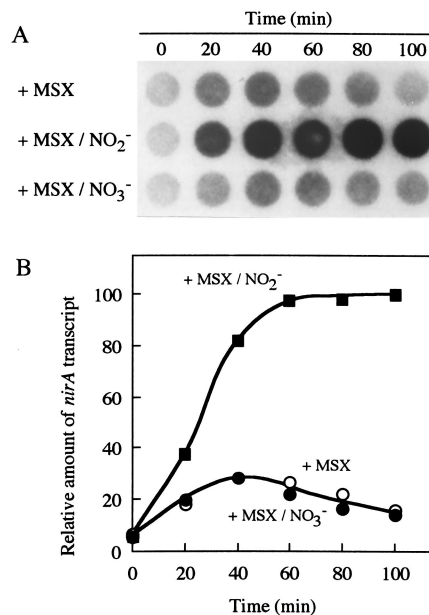 Time (min)
A
0 20 40 60 80 100
+ MSX
+ MSX / NO₂⁻
+ MSX / NO₃⁻
B
+ MSX / NO₂⁻
100
80
60
40
20
0
+ MSX
+ MSX / NO₃⁻
Relative amount of nirA transcript
0 20 40 60 80 100
Time (min)